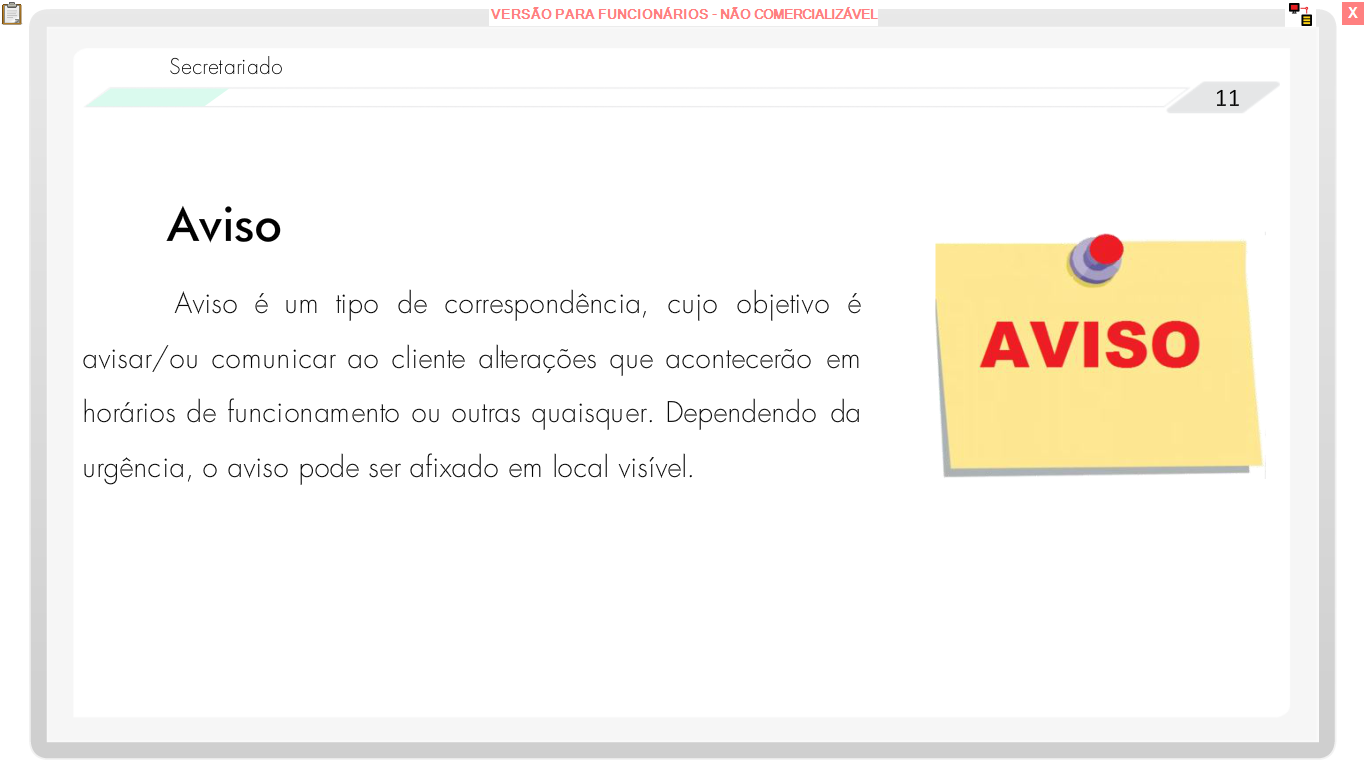 VERSÃO PARA FUNCIONÁRIOS - NÃO COMERCIALIZÁVEL
X
Secretariado
11
Aviso
Aviso é um tipo de correspondência, cujo objetivo é
avisar/ou comunicar ao cliente alterações que acontecerão em
horários de funcionamento ou outras quaisquer. Dependendo da
urgência, o aviso pode ser afixado em local visível.
AVISO